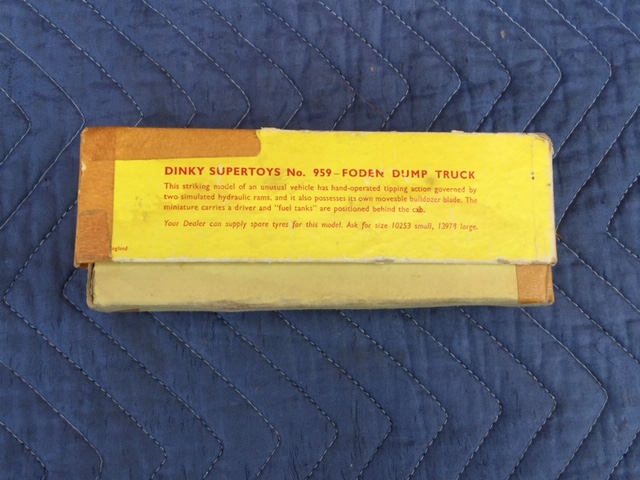 DINKY SUPERTOYS No. 959 – FODEN DUMP TRUCK
This striking model of an unusual vehicle has hand-operated tipping action governed by
two simulated hydraulic rams, and it also possesses its own moveable bulldozer blade. The
miniature carries a driver and "fuel tanks" are positioned behind the cab.
Your Dealer can supply spare tyres for this model. Ask for size 10253 small, 13978 large.
ngland